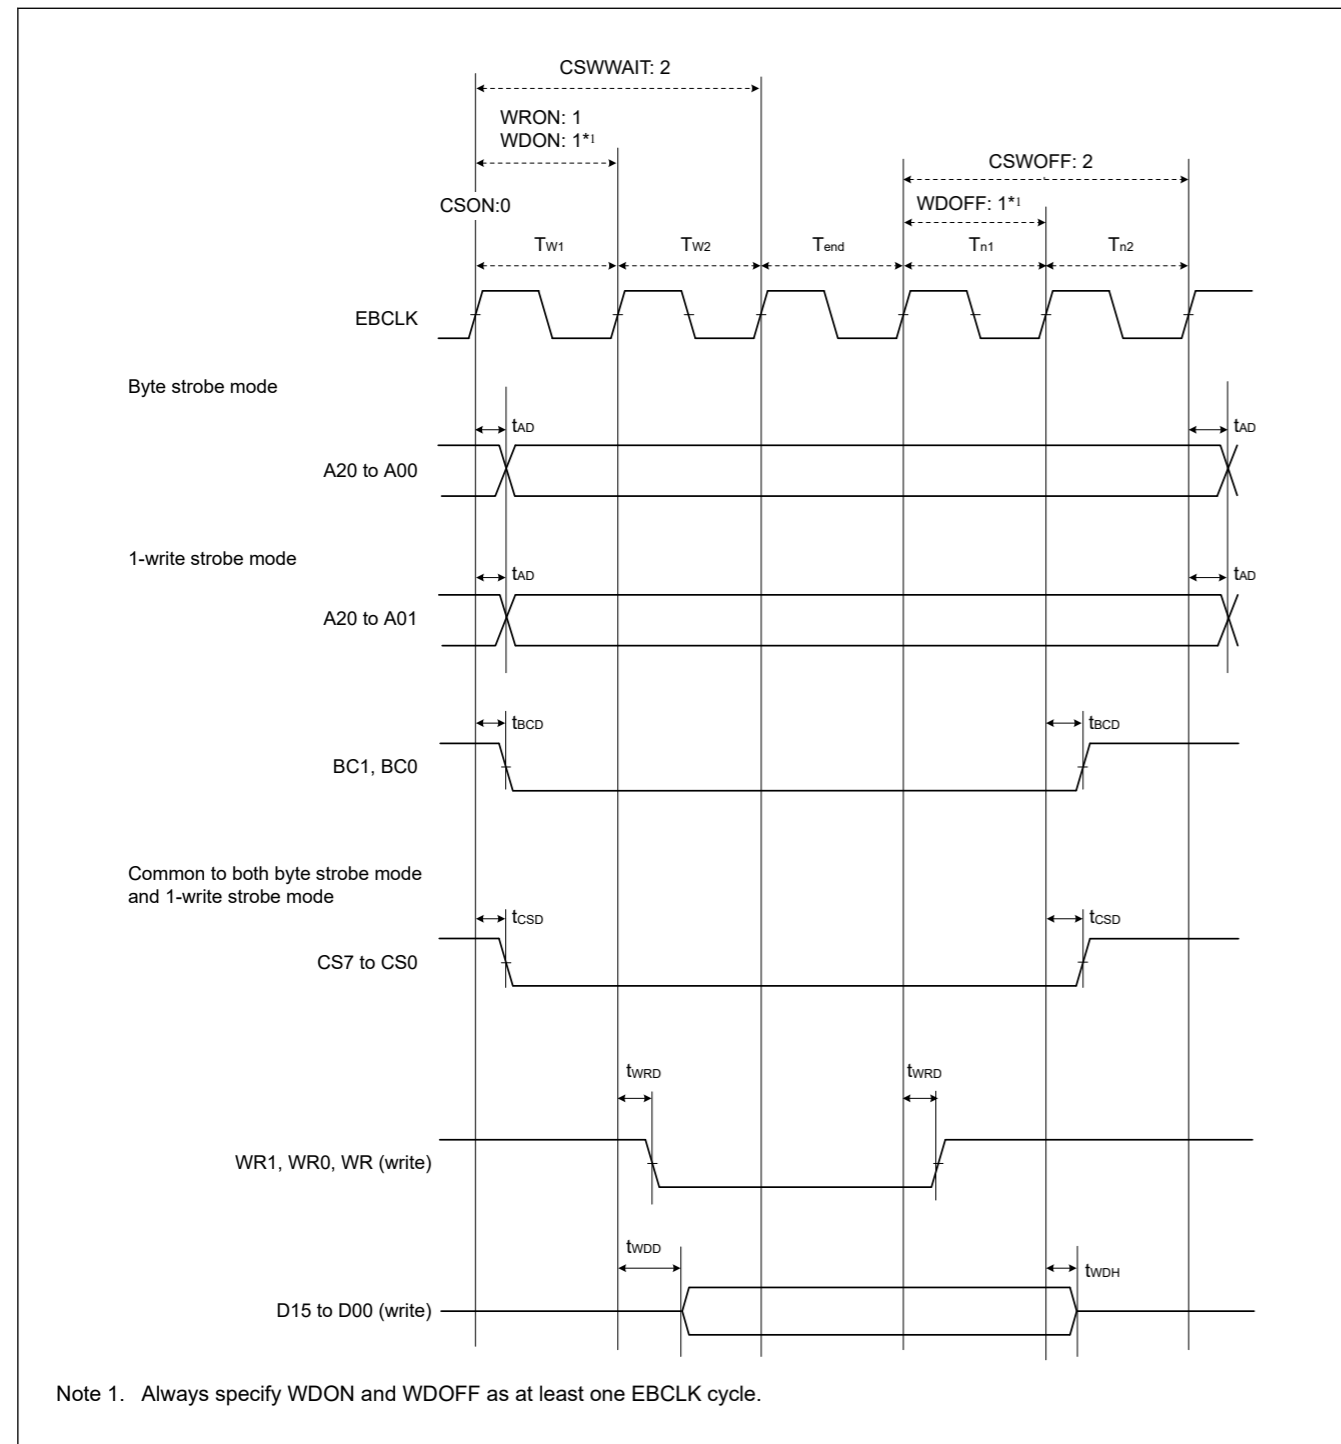 CSWWAIT: 2
WRON: 1
WDON: 1*1
CSWOFF: 2
WDOFF: 1*1
CSON:0
TW1
TW2
Tend
Tn1
Tn2
EBCLK
Byte strobe mode
tAD
tAD
A20 to A00
1-write strobe mode
tAD
tAD
A20 to A01
tBCD
tBCD
BC1, BC0
Common to both byte strobe mode
and 1-write strobe mode
tCSD
tCSD
CS7 to CS0
tWRD
tWRD
WR1, WR0, WR (write)
tWDD
tWDH
D15 to D00 (write)
Note 1. Always specify WDON and WDOFF as at least one EBCLK cycle.